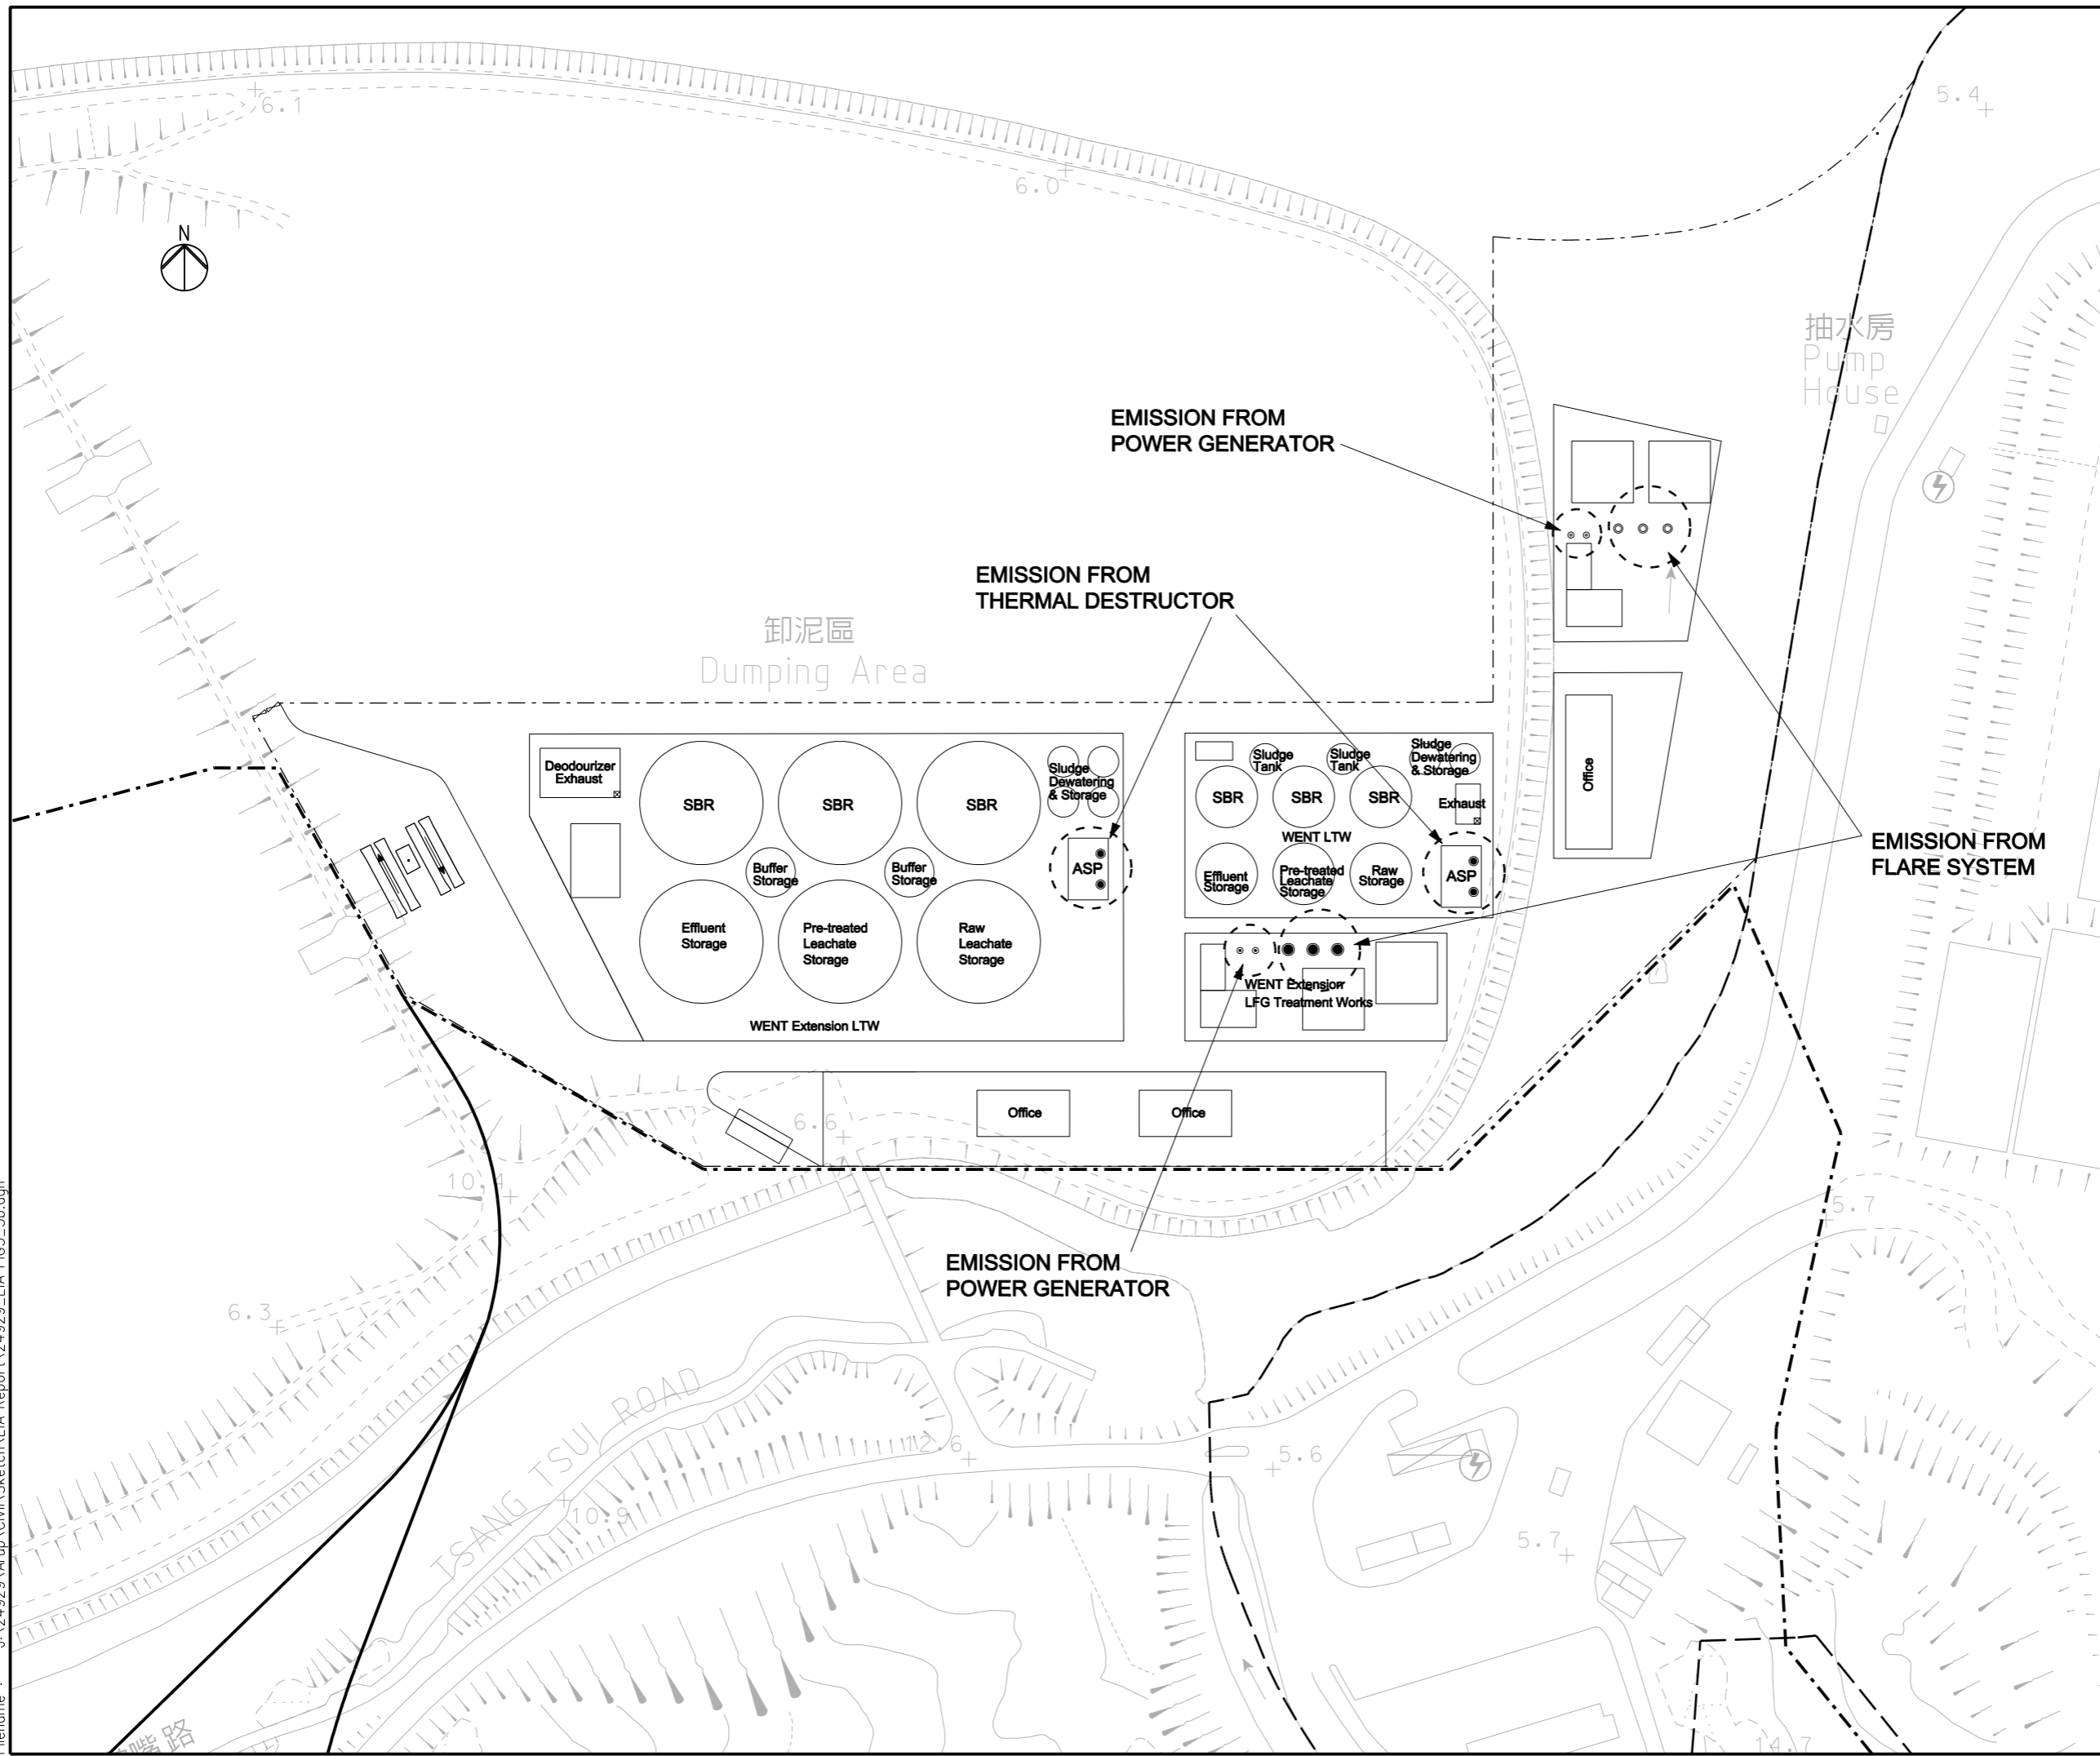 6.1
5.4
6.0
N
抽水房
Pump
House
EMISSION FROM
POWER GENERATOR
EMISSION FROM
THERMAL DESTRUCTOR
卸泥區
Dumping Area
Deodourizer
Exhaust
SBR
SBR
SBR
Sludge
Dewatering
& Storage
Buffer
Storage
Buffer
Storage
ASP
Effluent
Storage
Pre-treated
Leachate
Storage
Raw
Leachate
Storage
WENT Extension LTW
Sludge
Tank
Sludge
Tank
Sludge
Dewatering
& Storage
SBR
SBR
SBR
Exhaust
WENT LTW
Effluent
Storage
Pre-treated
Leachate
Storage
Raw
Storage
ASP
Office
EMISSION FROM
FLARE SYSTEM
WENT Extension
LFG Treatment Works
Office
Office
6.6
10.4
5.7
EMISSION FROM
POWER GENERATOR
6.3
TSANG TSUI ROAD
12.6
5.6
10.9
5.7
14.7
嘴路